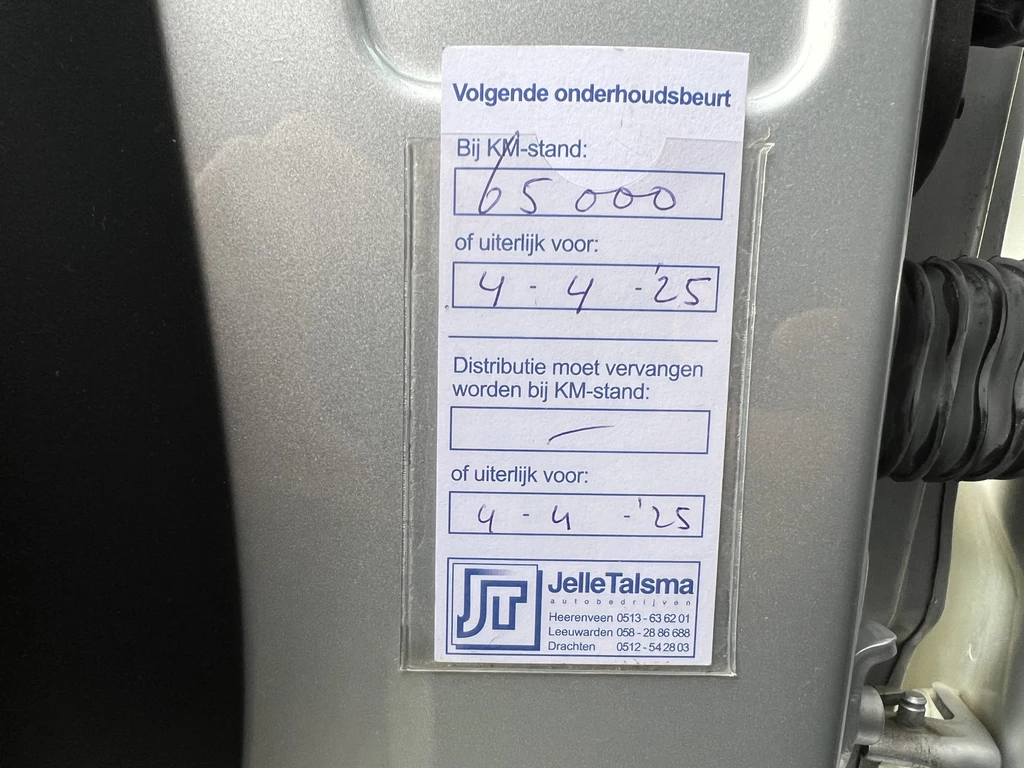 Volgende onderhoudsbeurt
Bij KM-stand:
65 000
of uiterlijk voor:
4 - 4 - '25
Distributie moet vervangen
worden bij KM-stand:
—
of uiterlijk voor:
4 - 4 - '25
JT JelleTalsma
autobedrijven
Heerenveen 0513 - 63 62 01
Leeuwarden 058 - 28 86 688
Drachten 0512 - 54 28 03